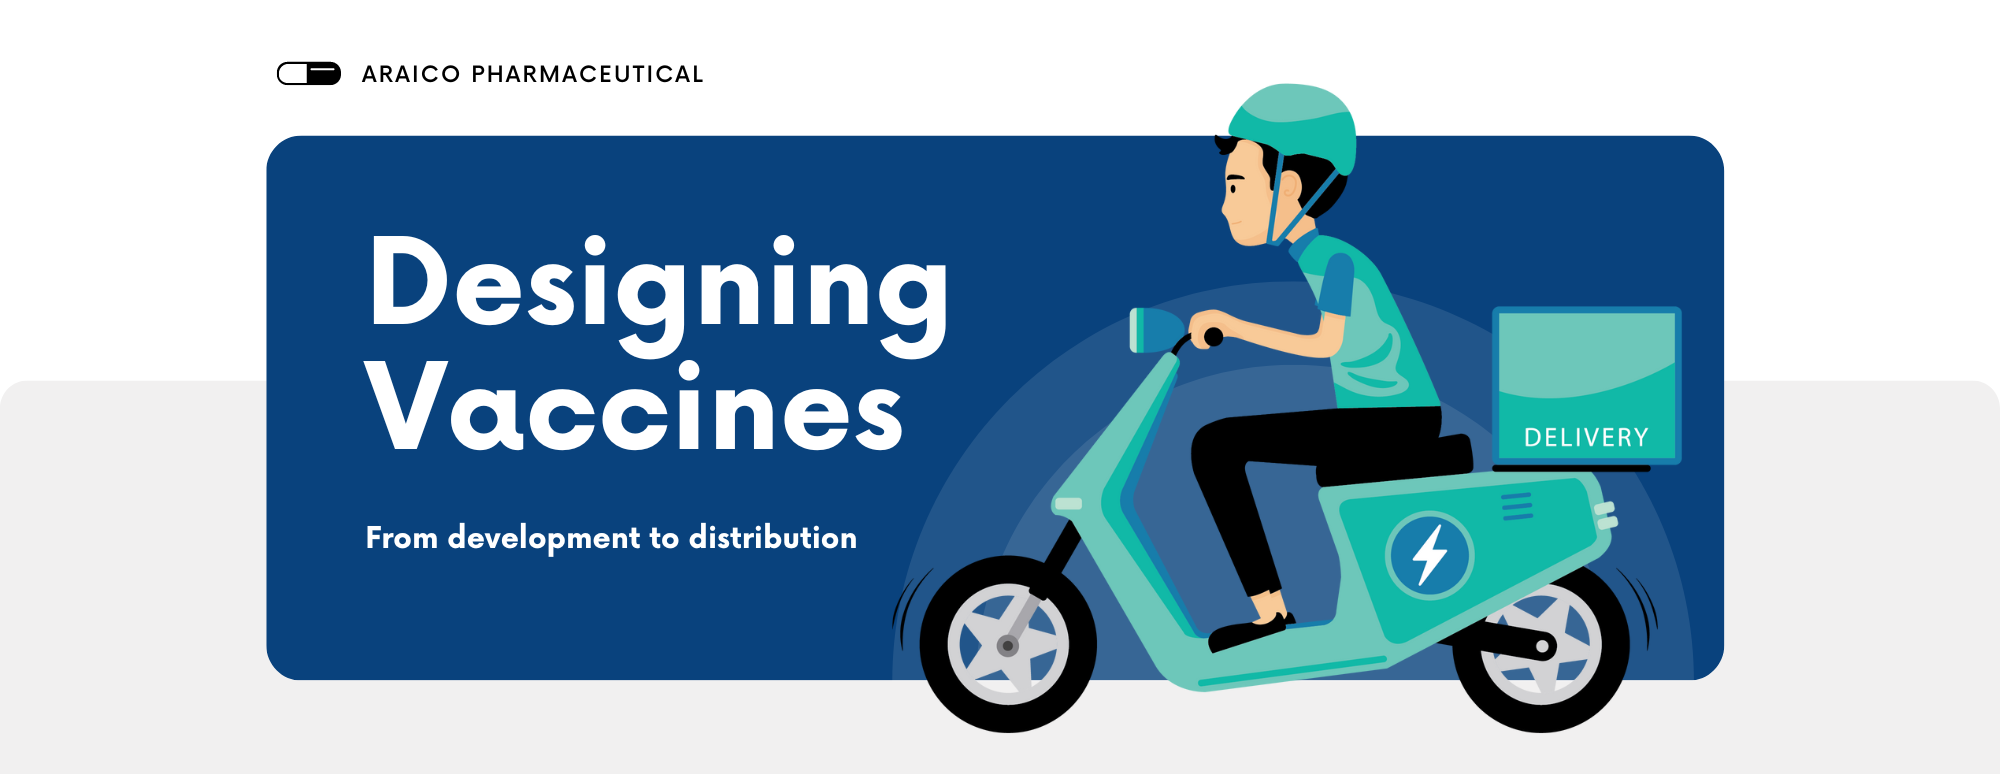 ARAICO PHARMACEUTICAL
Designing
Vaccines
From development to distribution
DELIVERY